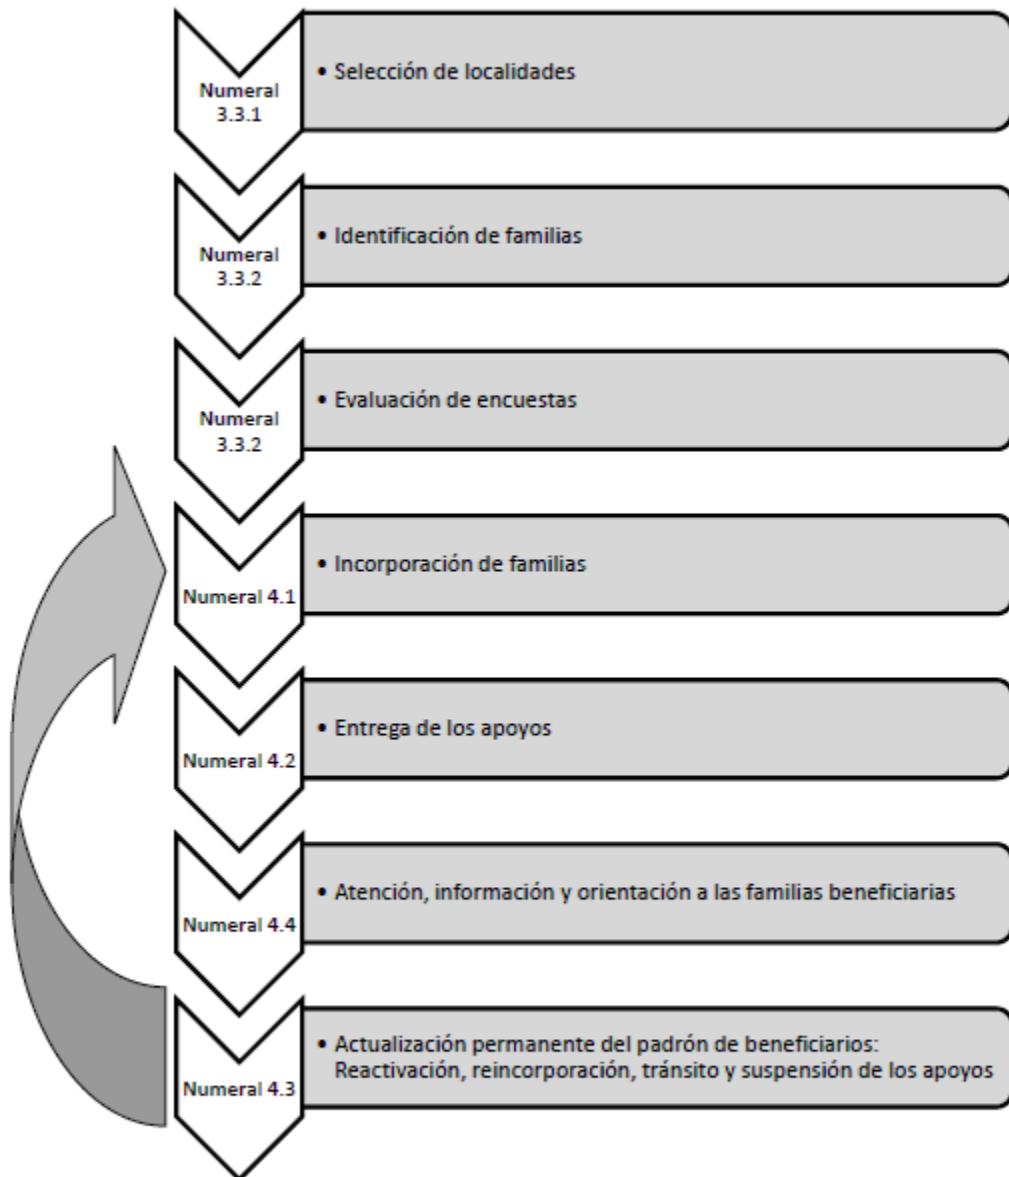 Numeral
3.3.1
• Selección de localidades
Numeral
3.3.2
• Identificación de familias
Numeral
3.3.2
• Evaluación de encuestas
Numeral 4.1
• Incorporación de familias
Numeral 4.2
• Entrega de los apoyos
Numeral 4.4
• Atención, información y orientación a las familias beneficiarias
Numeral 4.3
• Actualización permanente del padrón de beneficiarios:
Reactivación, reincorporación, tránsito y suspensión de los apoyos